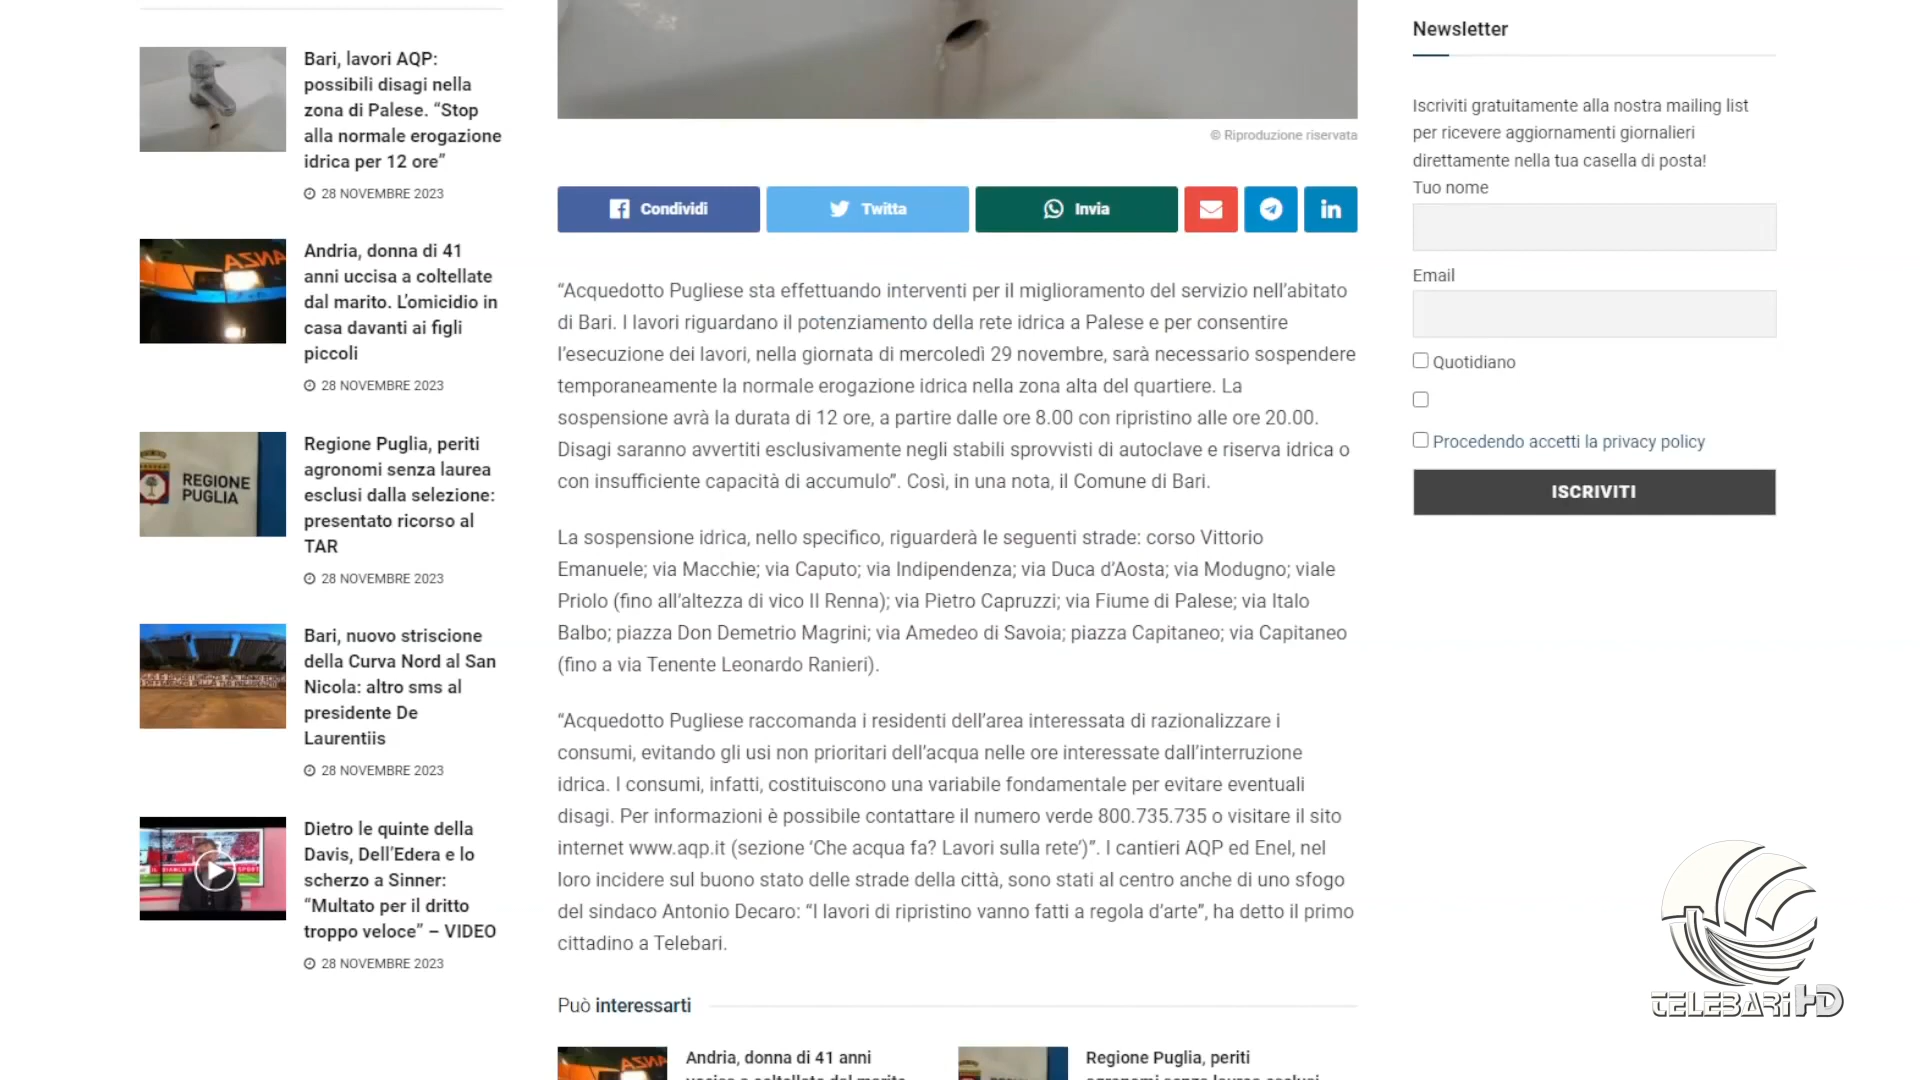 Bari, lavori AQP:
possibili disagi nella
zona di Palese. “Stop
alla normale erogazione
idrica per 12 ore”
28 NOVEMBRE 2023
Andria, donna di 41
anni uccisa a coltellate
dal marito. L’omicidio in
casa davanti ai figli
piccoli
28 NOVEMBRE 2023
REGIONE
PUGLIA
Regione Puglia, periti
agronomi senza laurea
esclusi dalla selezione:
presentato ricorso al
TAR
28 NOVEMBRE 2023
Bari, nuovo striscione
della Curva Nord al San
Nicola: altro sms al
presidente De
Laurentiis
28 NOVEMBRE 2023
Dietro le quinte della
Davis, Dell’Edera e lo
scherzo a Sinner:
“Multato per il dritto
troppo veloce” – VIDEO
28 NOVEMBRE 2023
© Riproduzione riservata
Condividi
Twitta
Invia
“Acquedotto Pugliese sta effettuando interventi per il miglioramento del servizio nell’abitato
di Bari. I lavori riguardano il potenziamento della rete idrica a Palese e per consentire
l’esecuzione dei lavori, nella giornata di mercoledì 29 novembre, sarà necessario sospendere
temporaneamente la normale erogazione idrica nella zona alta del quartiere. La
sospensione avrà la durata di 12 ore, a partire dalle ore 8.00 con ripristino alle ore 20.00.
Disagi saranno avvertiti esclusivamente negli stabili sprovvisti di autoclave e riserva idrica o
con insufficiente capacità di accumulo”. Così, in una nota, il Comune di Bari.
La sospensione idrica, nello specifico, riguarderà le seguenti strade: corso Vittorio
Emanuele; via Macchie; via Caputo; via Indipendenza; via Duca d’Aosta; via Modugno; viale
Priolo (fino all’altezza di vico II Renna); via Pietro Capruzzi; via Fiume di Palese; via Italo
Balbo; piazza Don Demetrio Magrini; via Amedeo di Savoia; piazza Capitaneo; via Capitaneo
(fino a via Tenente Leonardo Ranieri).
“Acquedotto Pugliese raccomanda i residenti dell’area interessata di razionalizzare i
consumi, evitando gli usi non prioritari dell’acqua nelle ore interessate dall’interruzione
idrica. I consumi, infatti, costituiscono una variabile fondamentale per evitare eventuali
disagi. Per informazioni è possibile contattare il numero verde 800.735.735 o visitare il sito
internet www.aqp.it (sezione ‘Che acqua fa? Lavori sulla rete’)”. I cantieri AQP ed Enel, nel
loro incidere sul buono stato delle strade della città, sono stati al centro anche di uno sfogo
del sindaco Antonio Decaro: “I lavori di ripristino vanno fatti a regola d’arte”, ha detto il primo
cittadino a Telebari.
Può interessarti
Andria, donna di 41 anni
Regione Puglia, periti
Newsletter
Iscriviti gratuitamente alla nostra mailing list
per ricevere aggiornamenti giornalieri
direttamente nella tua casella di posta!
Tuo nome
Email
Quotidiano
Procedendo accetti la privacy policy
ISCRIVITI
TELEBARI HD